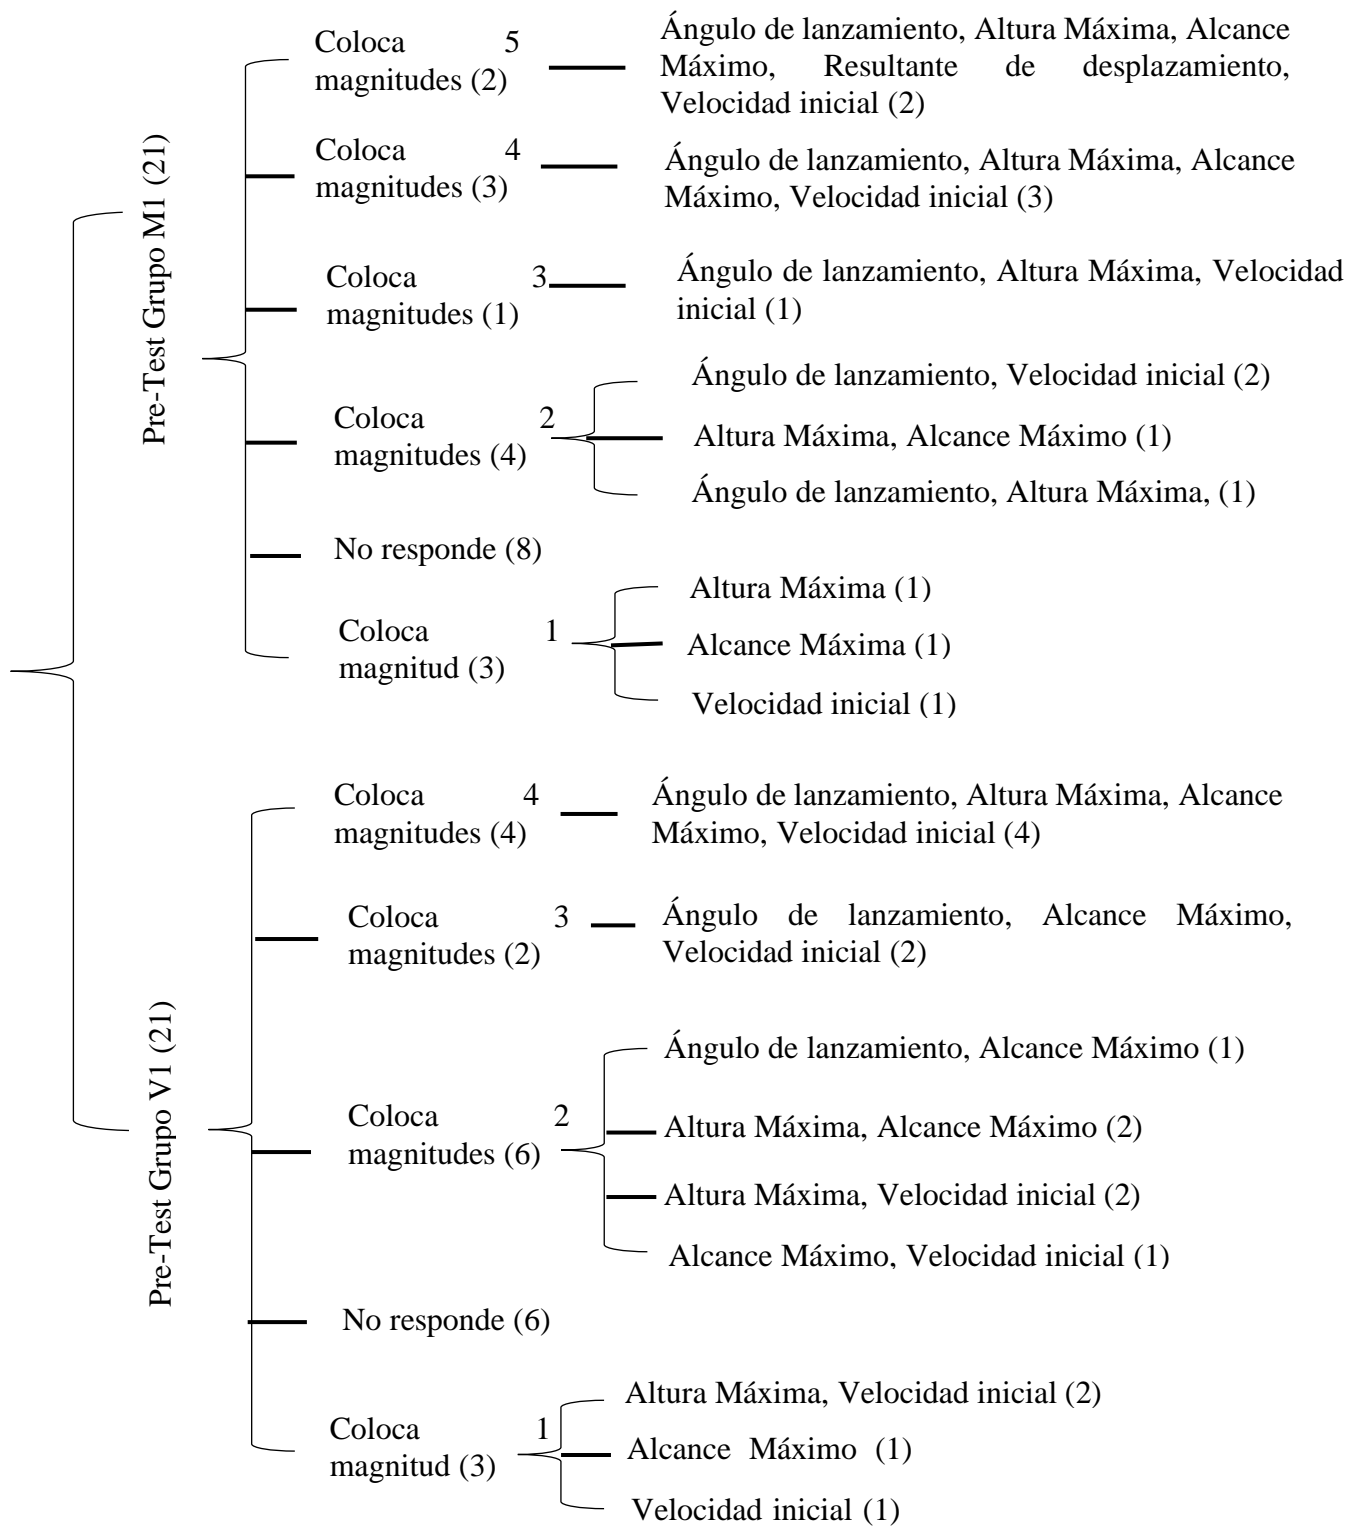 Pre-Test Grupo M1 (21)
Coloca 5
magnitudes (2)
Ángulo de lanzamiento, Altura Máxima, Alcance
Máximo, Resultante de desplazamiento,
Velocidad inicial (2)
Coloca 4
magnitudes (3)
Ángulo de lanzamiento, Altura Máxima, Alcance
Máximo, Velocidad inicial (3)
Coloca 3
magnitudes (1)
Ángulo de lanzamiento, Altura Máxima, Velocidad
inicial (1)
Coloca 2
magnitudes (4)
Ángulo de lanzamiento, Velocidad inicial (2)
Altura Máxima, Alcance Máximo (1)
Ángulo de lanzamiento, Altura Máxima, (1)
No responde (8)
Coloca 1
magnitud (3)
Altura Máxima (1)
Alcance Máxima (1)
Velocidad inicial (1)
Pre-Test Grupo V1 (21)
Coloca 4
magnitudes (4)
Ángulo de lanzamiento, Altura Máxima, Alcance
Máximo, Velocidad inicial (4)
Coloca 3
magnitudes (2)
Ángulo de lanzamiento, Alcance Máximo,
Velocidad inicial (2)
Coloca 2
magnitudes (6)
Ángulo de lanzamiento, Alcance Máximo (1)
Altura Máxima, Alcance Máximo (2)
Altura Máxima, Velocidad inicial (2)
Alcance Máximo, Velocidad inicial (1)
No responde (6)
Coloca 1
magnitud (3)
Altura Máxima, Velocidad inicial (2)
Alcance Máximo (1)
Velocidad inicial (1)